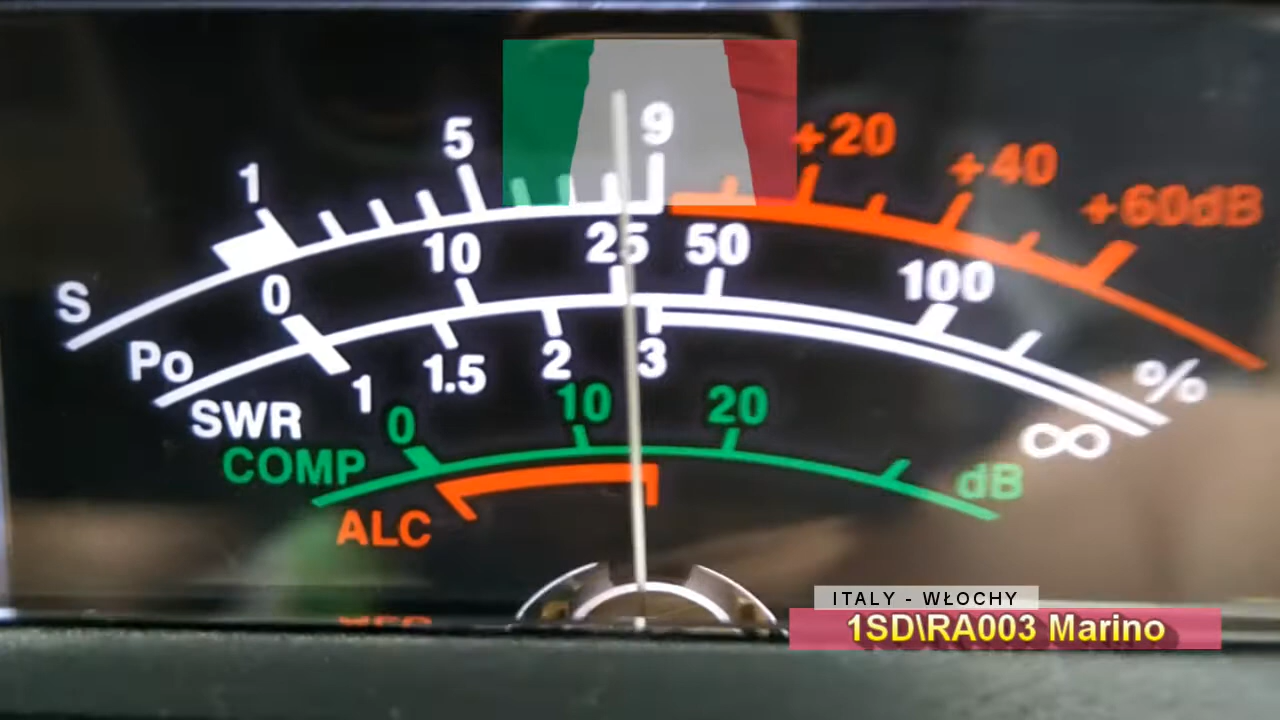 1 5 9 +20 +40 +60dB
S
0 10 25 50 100
Po %
1 1.5 2 3
SWR ∞
0 10 20
COMP dB
ALC
ITALY - WŁOCHY
1SD\RA003 Marino